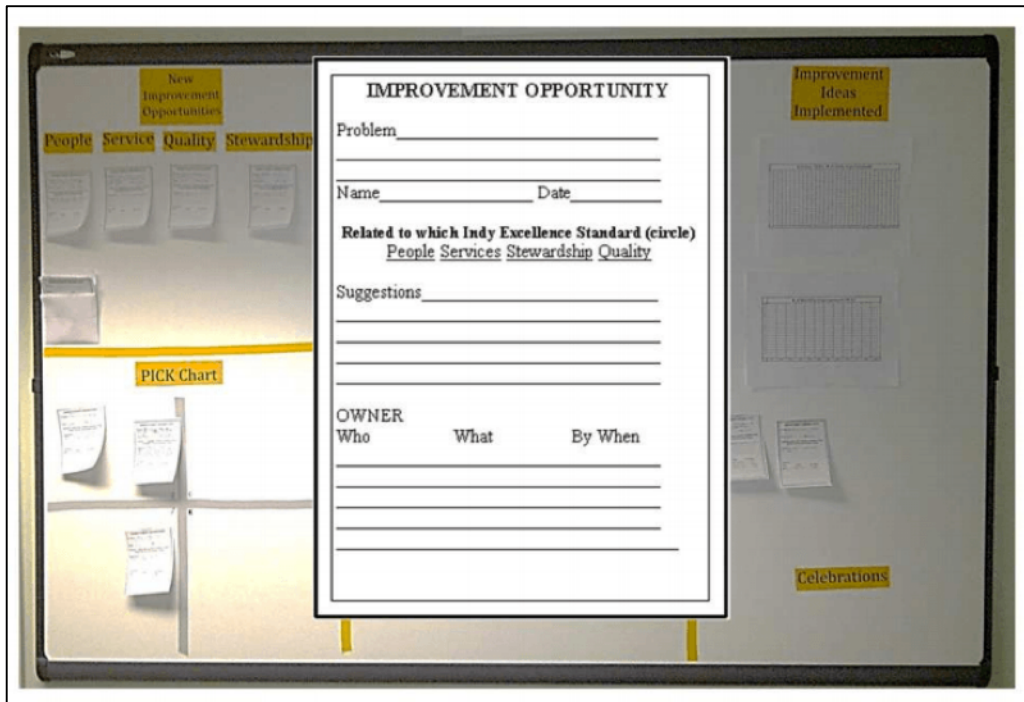 New
Improvement
Opportunities
People Service Quality Stewardship
PICK Chart
IMPROVEMENT OPPORTUNITY
Problem
Name Date
Related to which Indy Excellence Standard (circle)
People Services Stewardship Quality
Suggestions
OWNER
Who What By When
Improvement
Ideas
Implemented
Celebrations